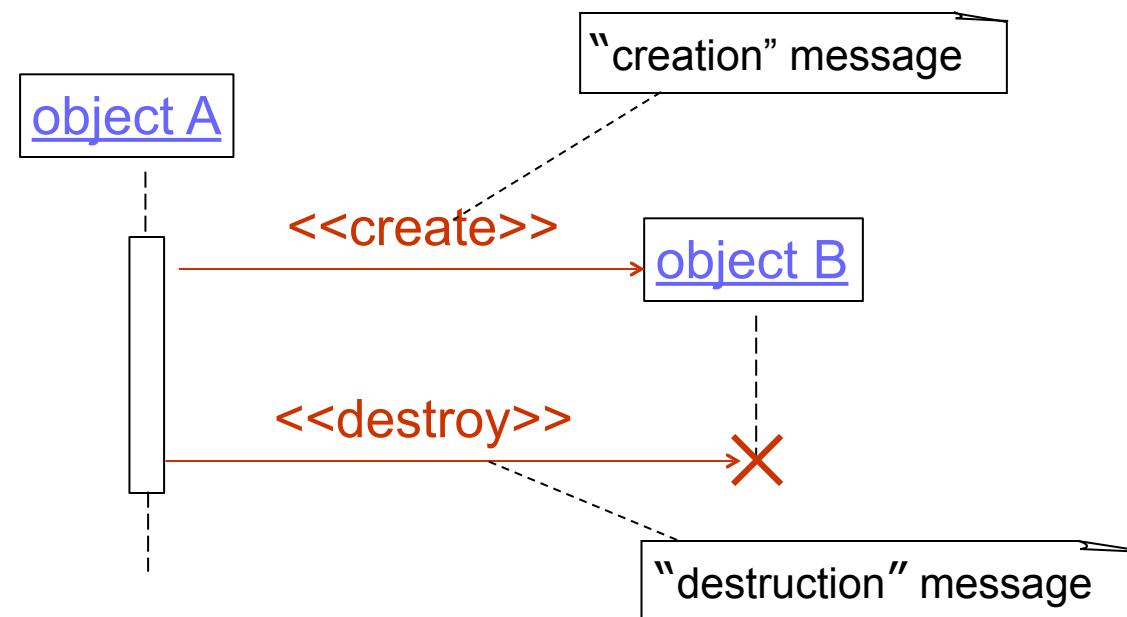 “creation” message
object A
<<create>>
object B
<<destroy>>
“destruction” message